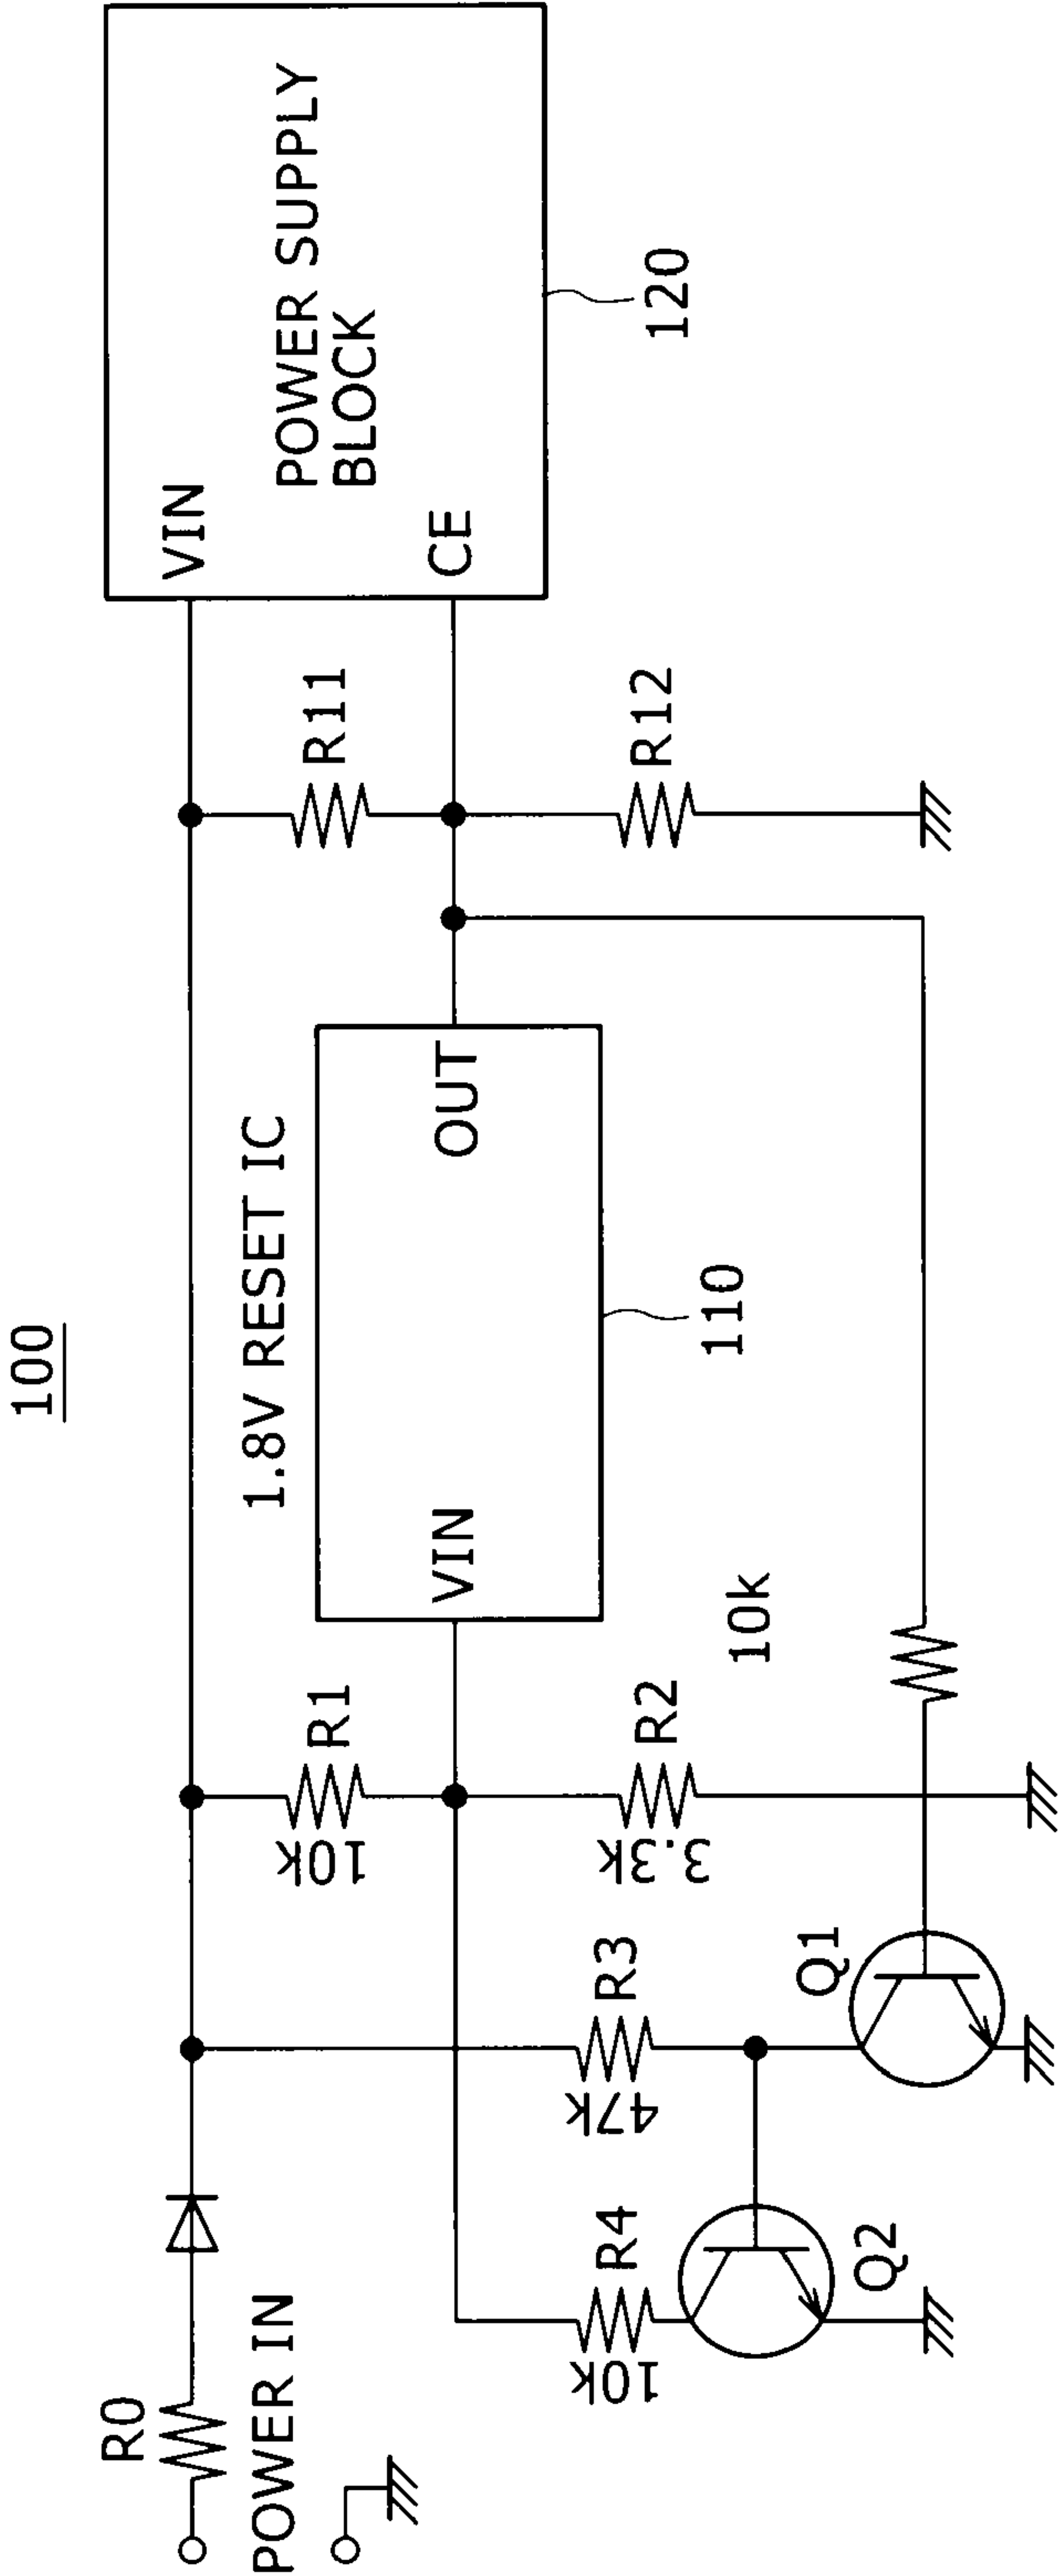 100
R0
POWER IN
1.8V RESET IC
VIN
OUT
110
VIN
CE
POWER SUPPLY
BLOCK
120
R1
10k
R2
3.3k
R3
47k
R4
10k
Q1
Q2
10k
R11
R12